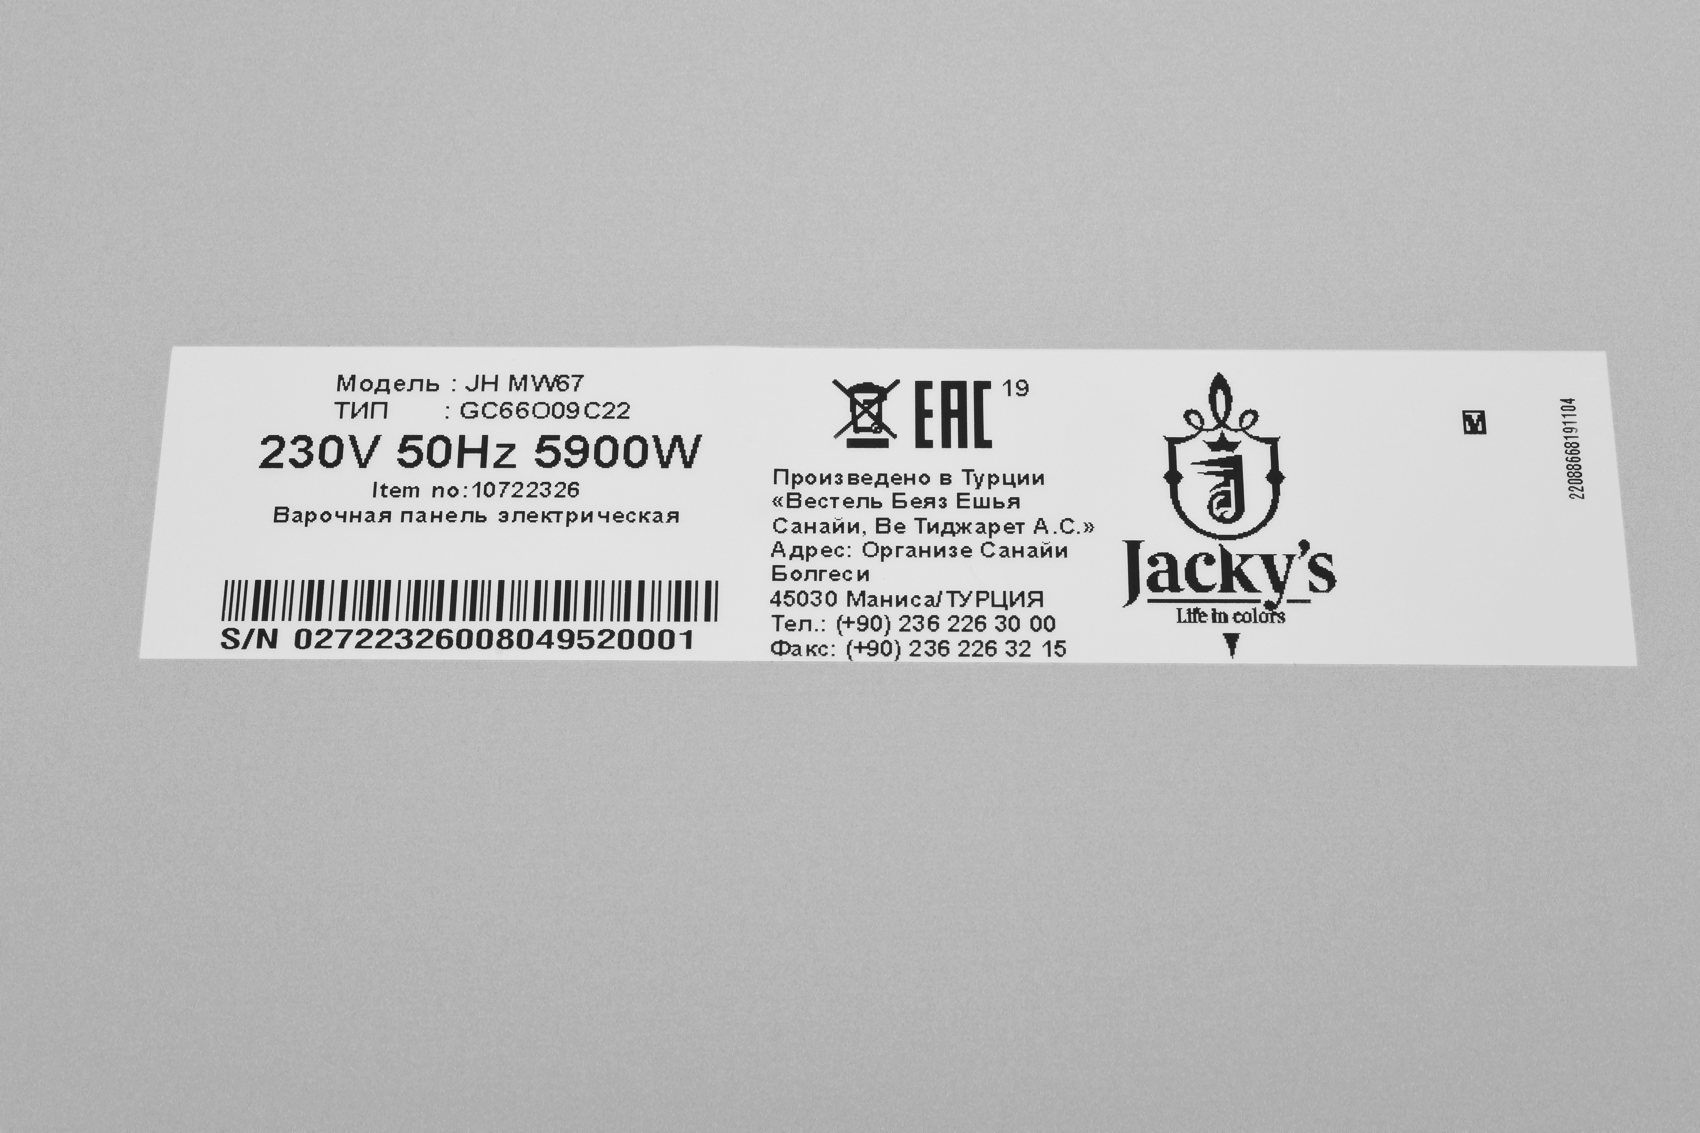 Модель : JH MW67
ТИП : GC66O09C22
230V 50Hz 5900W
Item no:10722326
Варочная панель электрическая
S/N 02722326008049520001
EAC 19
Произведено в Турции
«Вестель Беяз Ешья
Санайи, Ве Тиджарет А.С.»
Адрес: Организе Санайи
Болгеси
45030 Маниса/ТУРЦИЯ
Тел.: (+90) 236 226 30 00
Факс: (+90) 236 226 32 15
J
Jacky's
Life in colors
V
2208866819​1104